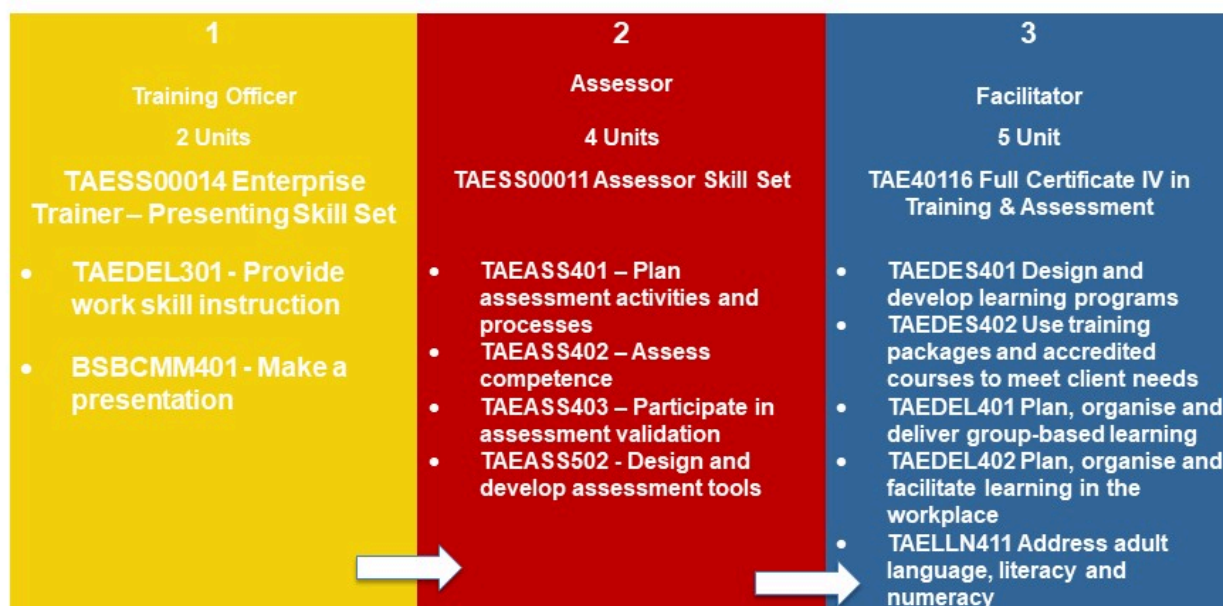 1
Training Officer
2 Units
TAESS00014 Enterprise
Trainer – Presenting Skill Set
• TAEDEL301 - Provide
work skill instruction
• BSBCMM401 - Make a
presentation
2
Assessor
4 Units
TAESS00011 Assessor Skill Set
• TAEASS401 – Plan
assessment activities and
processes
• TAEASS402 – Assess
competence
• TAEASS403 – Participate in
assessment validation
• TAEASS502 - Design and
develop assessment tools
3
Facilitator
5 Unit
TAE40116 Full Certificate IV in
Training & Assessment
• TAEDES401 Design and
develop learning programs
• TAEDES402 Use training
packages and accredited
courses to meet client needs
• TAEDEL401 Plan, organise and
deliver group-based learning
• TAEDEL402 Plan, organise and
facilitate learning in the
workplace
• TAELLN411 Address adult
language, literacy and
numeracy